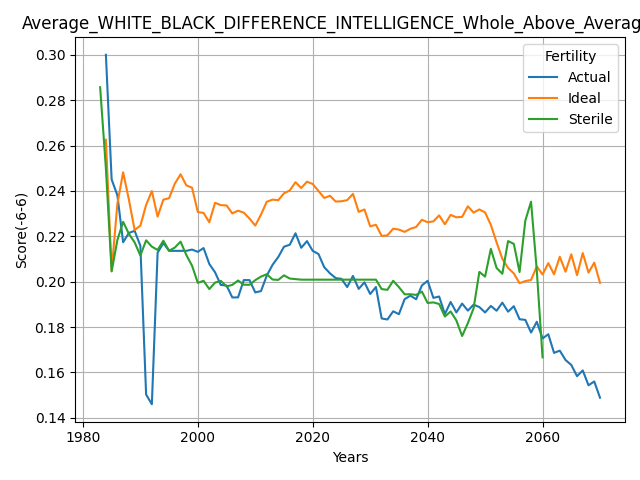 Average_WHITE_BLACK_DIFFERENCE_INTELLIGENCE_Whole_Above_Averag
Score(-6-6)
0.30
0.28
0.26
0.24
0.22
0.20
0.18
0.16
0.14
Fertility
Actual
Ideal
Sterile
1980
2000
2020
2040
2060
Years